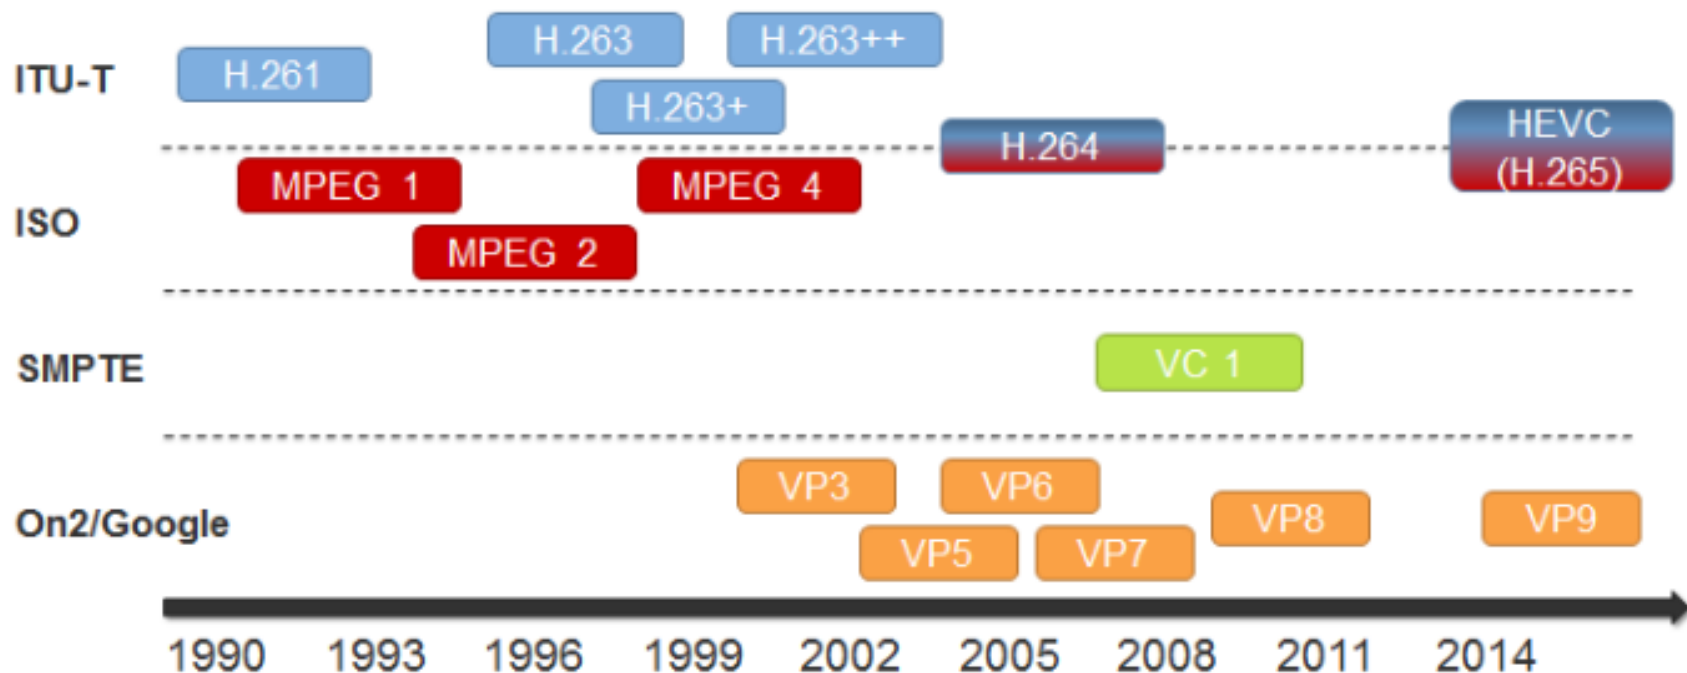 ITU-T
H.261
H.263
H.263+
H.263++
H.264
HEVC
(H.265)
ISO
MPEG 1
MPEG 2
MPEG 4
SMPTE
VC 1
On2/Google
VP3
VP5
VP6
VP7
VP8
VP9
1990 1993 1996 1999 2002 2005 2008 2011 2014